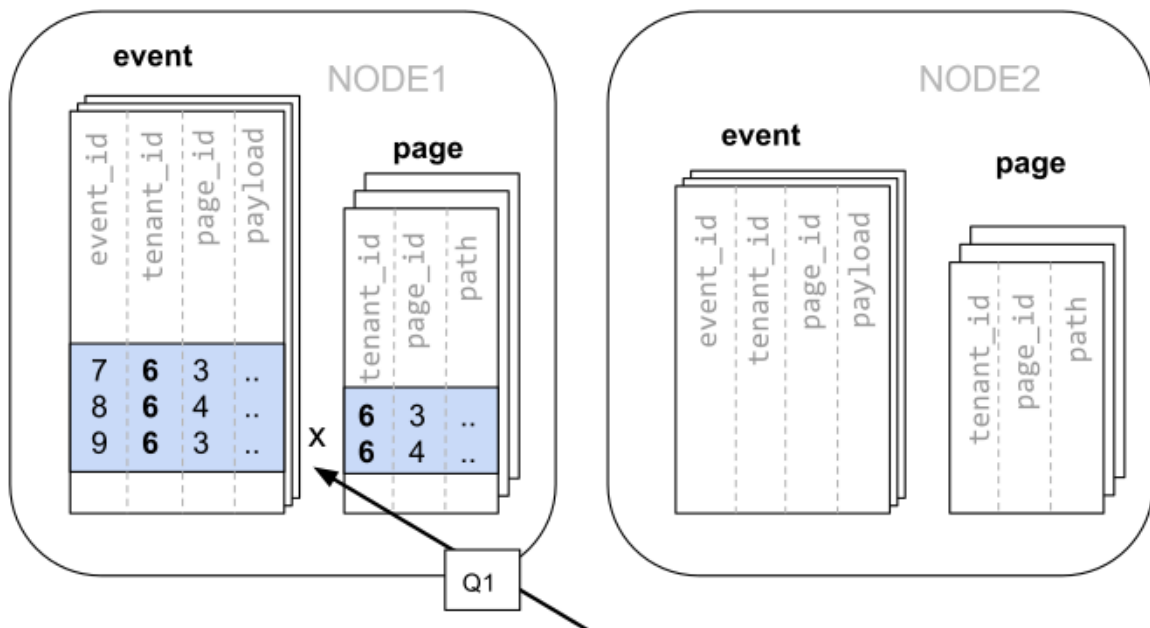 event
NODE1
event_id
tenant_id
page_id
payload
7 6 3 ..
8 6 4 ..
9 6 3 ..
x
page
tenant_id
page_id
path
6 3 ..
6 4 ..
Q1
NODE2
event
event_id
tenant_id
page_id
payload
page
tenant_id
page_id
path